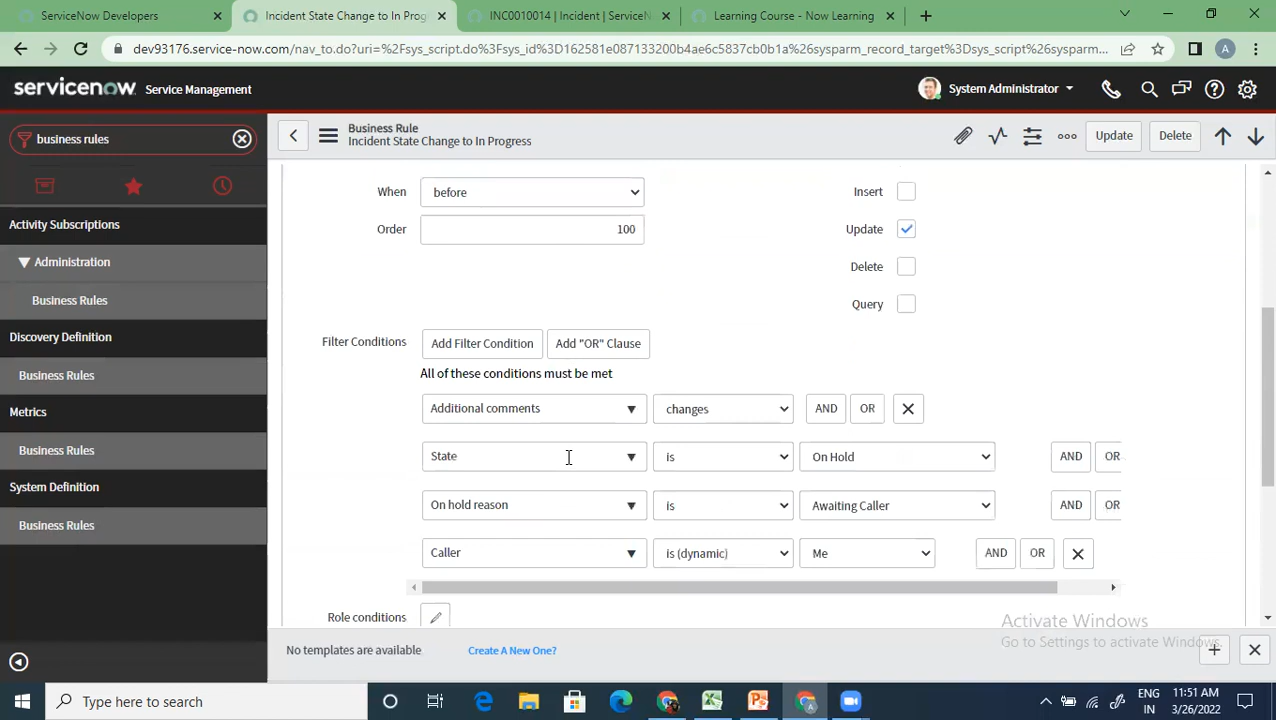 ServiceNow Developers
Incident State Change to In Prog
INC0010014 | Incident | ServiceN
Learning Course - Now Learning
dev93176.service-now.com/nav_to.do?uri=%2Fsys_script.do%3Fsys_id%3D162581e087133200b4ae6c5837cb0b1a%26sysparm_record_target%3Dsys_script%26sysparm...
A
servicenow Service Management
System Administrator
business rules
Business Rule
Incident State Change to In Progress
Update
Delete
Activity Subscriptions
Administration
Business Rules
Discovery Definition
Business Rules
Metrics
Business Rules
System Definition
Business Rules
When
before
Insert
Order
100
Update
Delete
Query
Filter Conditions
Add Filter Condition
Add "OR" Clause
All of these conditions must be met
Additional comments
changes
AND
OR
State
is
On Hold
AND
OR
On hold reason
is
Awaiting Caller
AND
OR
Caller
is (dynamic)
Me
AND
OR
Role conditions
Activate Windows
Go to Settings to activate Windows.
No templates are available
Create A New One?
Type here to search
ENG
IN
11:51 AM
3/26/2022